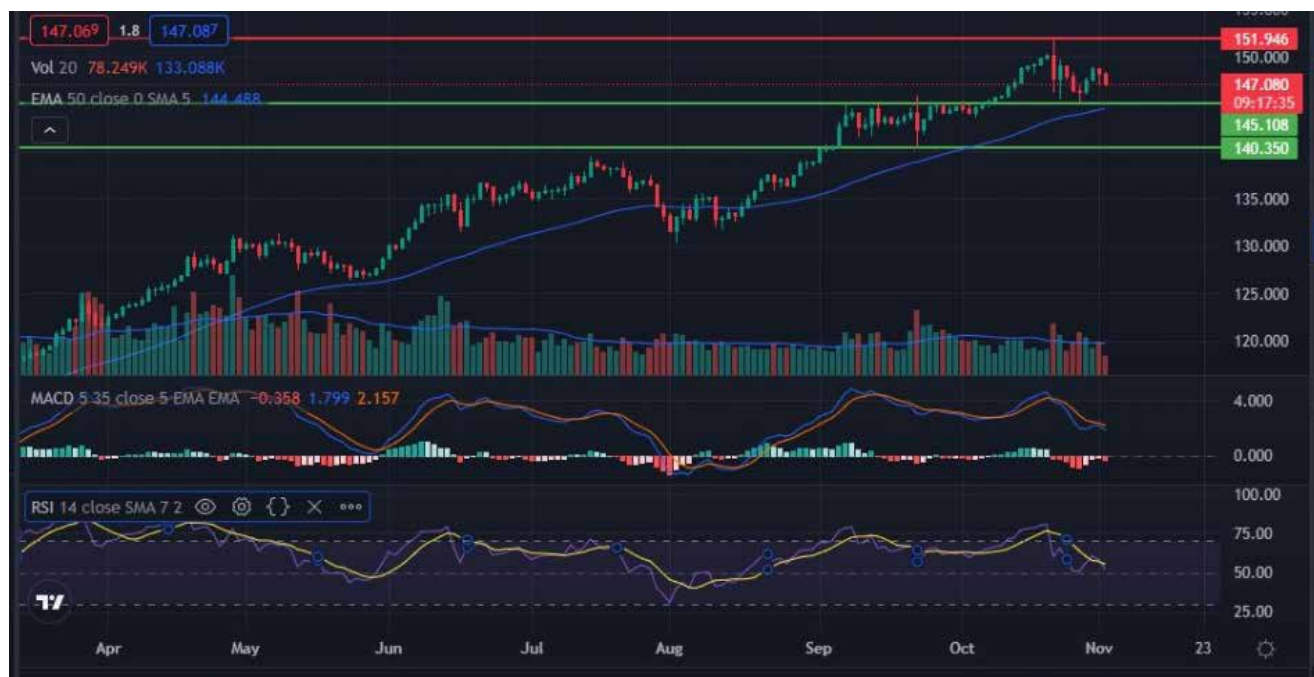 147.069 1.8 147.087
151.946
150.000
Vol 20 78.249K 133.088K
147.080
09:17:35
EMA 50 close 0 SMA 5 144.488
145.108
140.350
135.000
130.000
125.000
120.000
MACD 5 35 close 5 EMA EMA −0.358 1.799 2.157
4.000
0.000
100.00
RSI 14 close SMA 7 2
75.00
50.00
25.00
Apr May Jun Jul Aug Sep Oct Nov 23